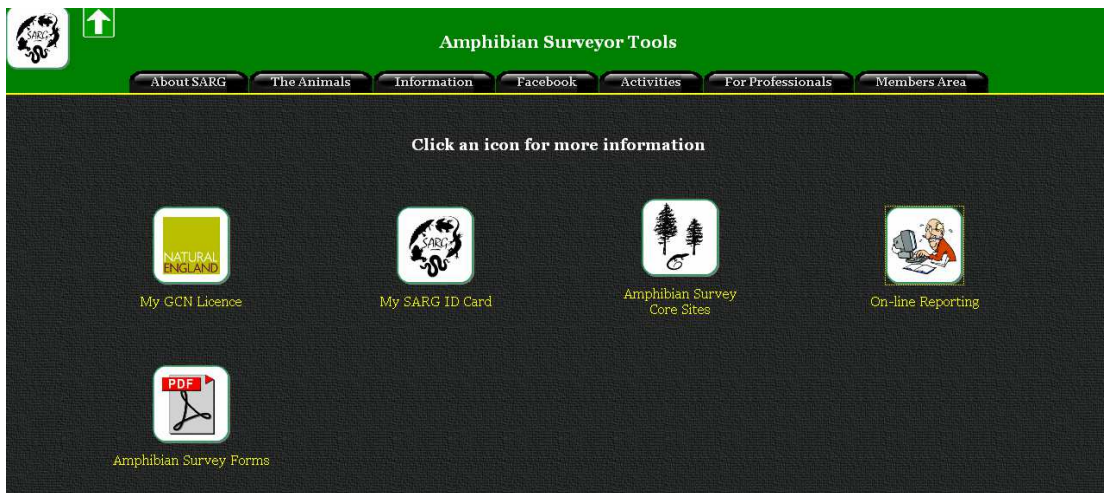 SARG
Amphibian Surveyor Tools
About SARG
The Animals
Information
Facebook
Activities
For Professionals
Members Area
Click an icon for more information
NATURAL
ENGLAND
My GCN Licence
SARG
My SARG ID Card
Amphibian Survey
Core Sites
On-line Reporting
PDF
Amphibian Survey Forms